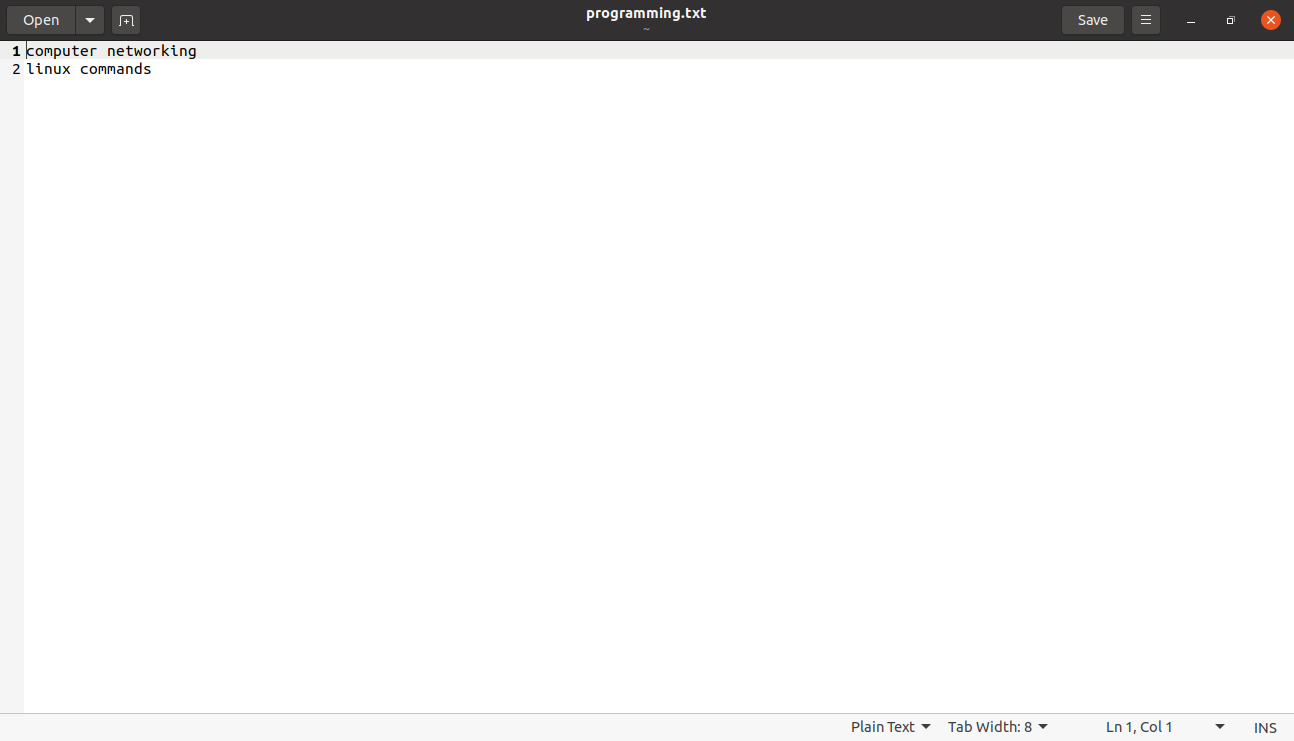 Open
programming.txt
~
Save
1 computer networking
2 linux commands
Plain Text Tab Width: 8 Ln 1, Col 1 INS